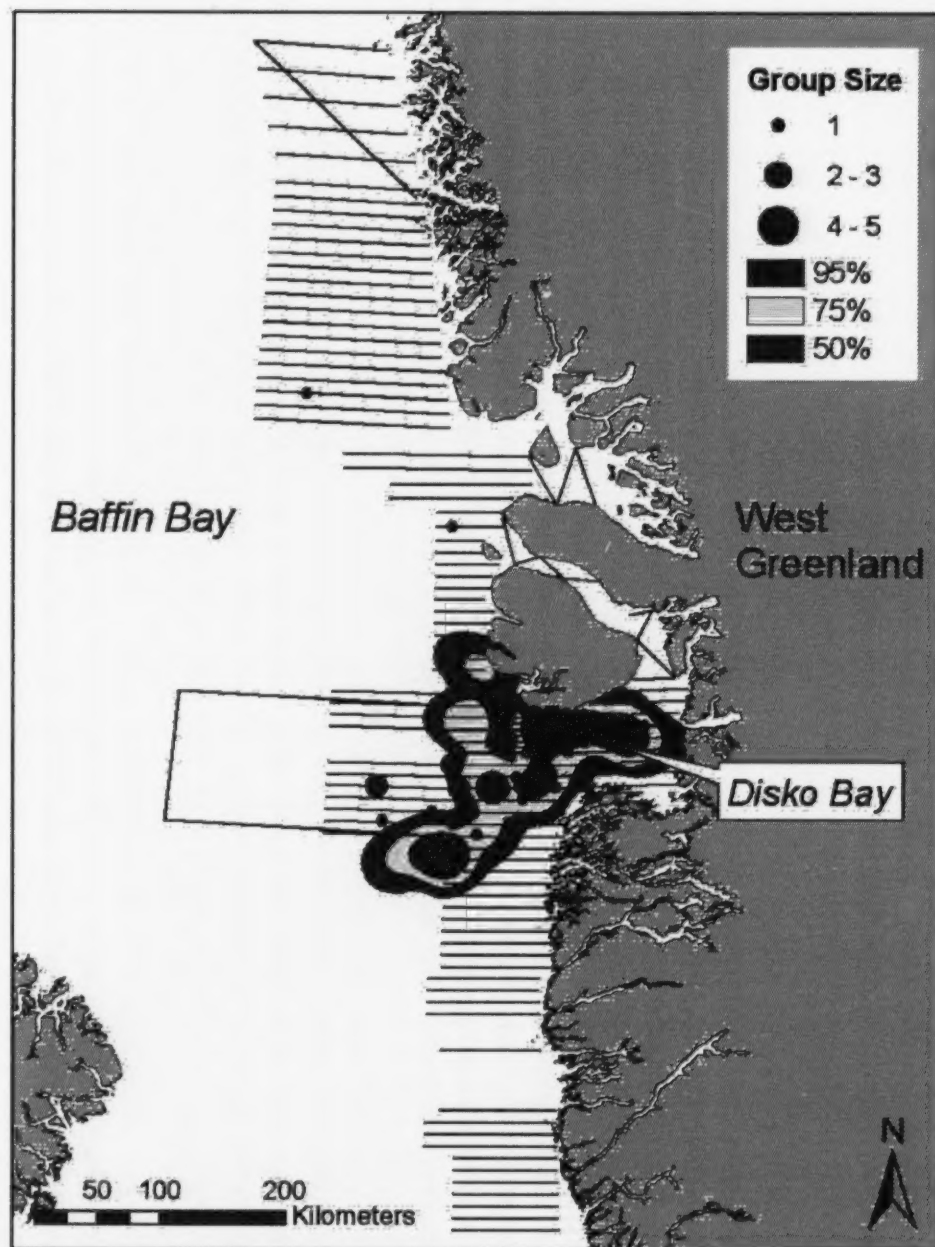 Group Size
1
2 - 3
4 - 5
95%
75%
50%
Baffin Bay
West
Greenland
Disko Bay
N
50 100 200
Kilometers